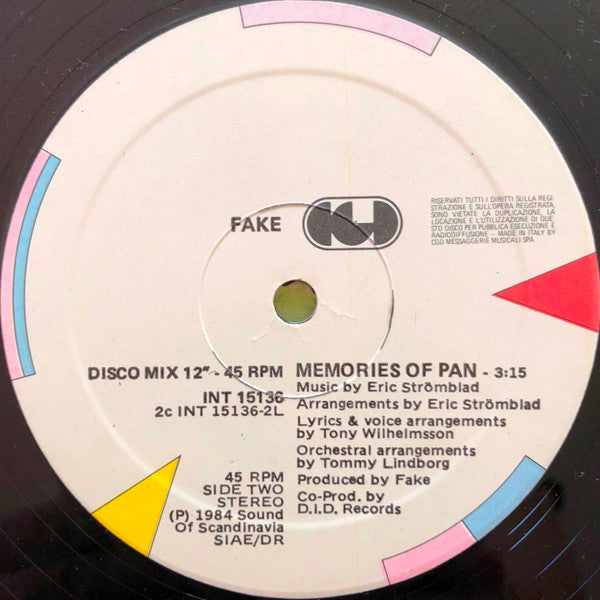 FAKE
CGD
RISERVATI TUTTI I DIRITTI SULLA REGI
STRAZIONE E SULL'OPERA REGISTRATA,
SONO VIETATE LA DUPLICAZIONE, LA
LOCAZIONE E L'UTILIZZAZIONE DI QUE
STO DISCO PER PUBBLICA ESECUZIONE E
RADIODIFFUSIONE – MADE IN ITALY BY
CGD MESSAGGERIE MUSICALI SPA.
DISCO MIX 12" - 45 RPM
INT 15136
2c INT 15136-2L
45 RPM
SIDE TWO
STEREO
(P) 1984 Sound
Of Scandinavia
SIAE/DR
MEMORIES OF PAN - 3:15
Music by Eric Strömblad
Arrangements by Eric Strömblad
Lyrics & voice arrangements
by Tony Wilhelmsson
Orchestral arrangements
by Tommy Lindborg
Produced by Fake
Co-Prod. by
D.I.D. Records